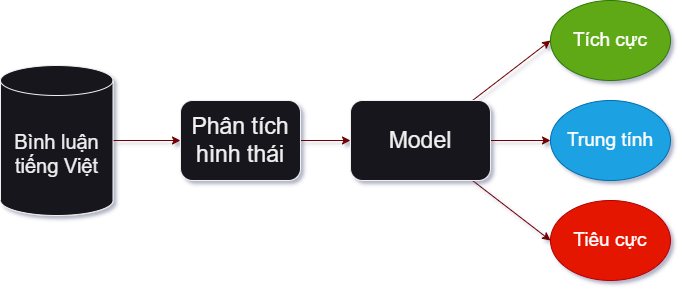 Bình luận
tiếng Việt
Phân tích
hình thái
Model
Tích cực
Trung tính
Tiêu cực